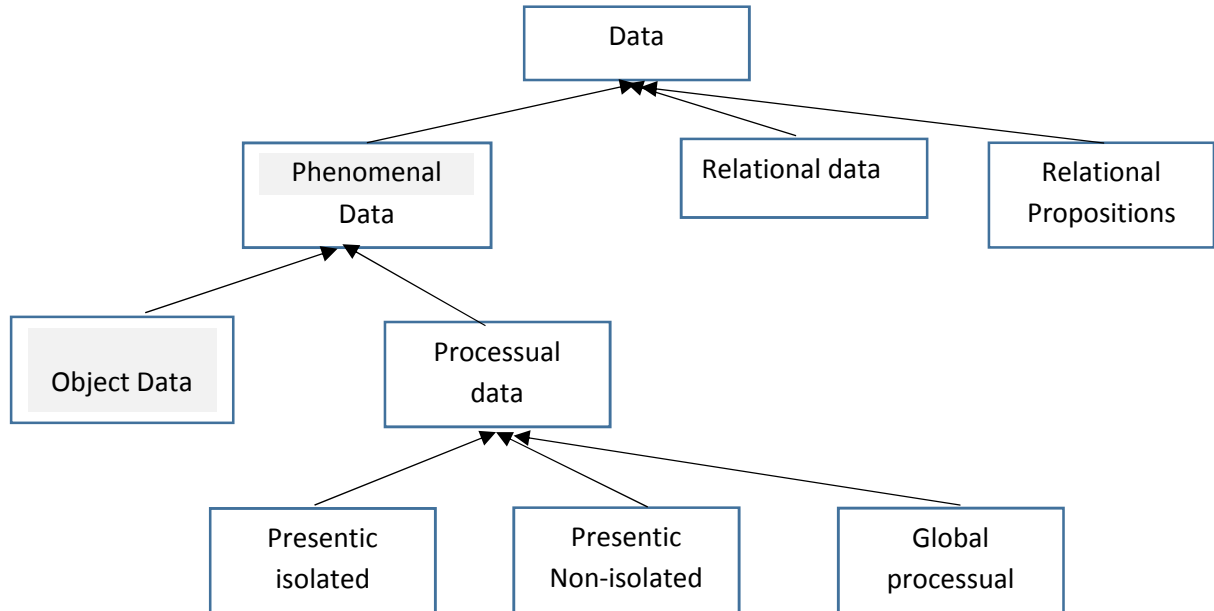 Data
Phenomenal
Data
Relational data
Relational
Propositions
Object Data
Processual
data
Presentic
isolated
Presentic
Non-isolated
Global
processual